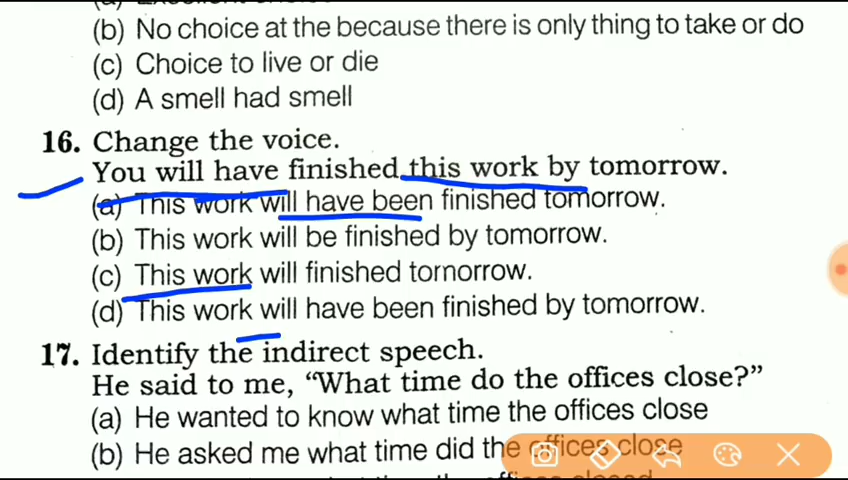 (b) No choice at the because there is only thing to take or do
(c) Choice to live or die
(d) A smell had smell
16. Change the voice.
You will have finished this work by tomorrow.
(a) This work will have been finished tomorrow.
(b) This work will be finished by tomorrow.
(c) This work will finished tornorrow.
(d) This work will have been finished by tomorrow.
17. Identify the indirect speech.
He said to me, “What time do the offices close?”
(a) He wanted to know what time the offices close
(b) He asked me what time did the offices close